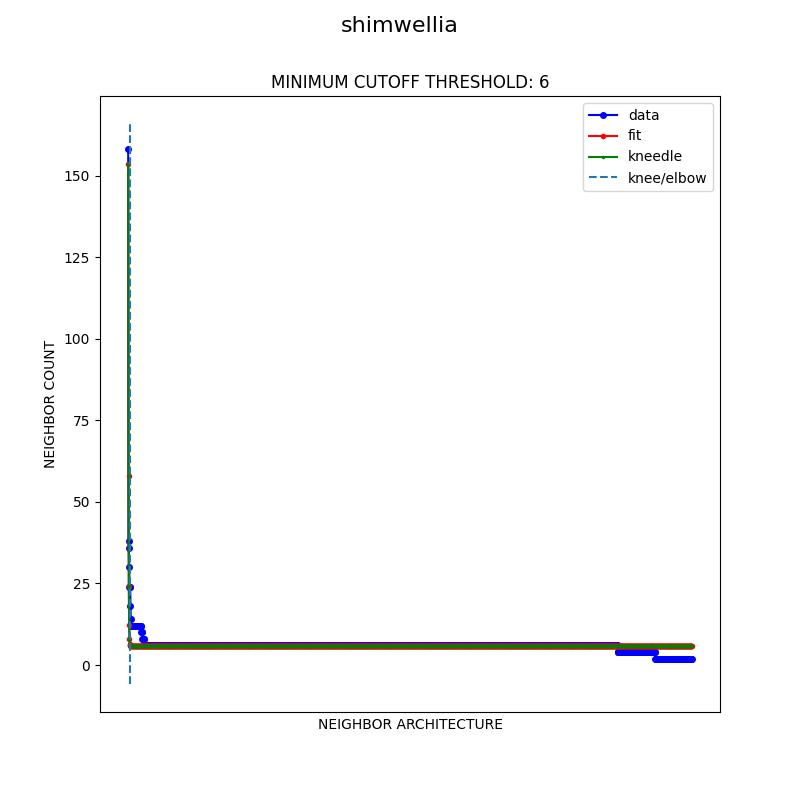 shimwellia
MINIMUM CUTOFF THRESHOLD: 6
data
fit
kneedle
knee/elbow
150
125
100
75
50
25
0
NEIGHBOR COUNT
NEIGHBOR ARCHITECTURE